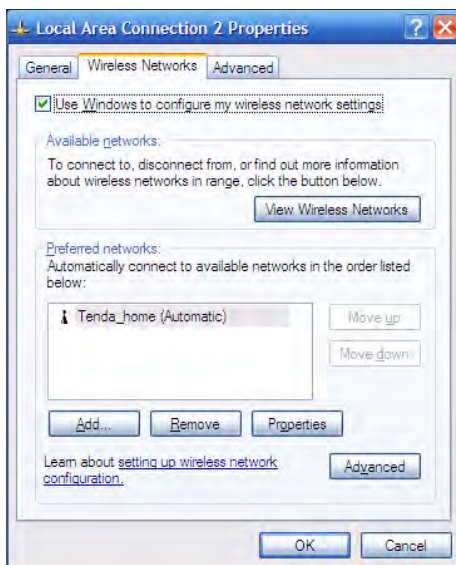 Local Area Connection 2 Properties
General Wireless Networks Advanced
Use Windows to configure my wireless network settings
Available networks:
To connect to, disconnect from, or find out more information
about wireless networks in range, click the button below.
View Wireless Networks
Preferred networks:
Automatically connect to available networks in the order listed
below:
Tenda_home (Automatic)
Move up
Move down
Add... Remove Properties
Learn about setting up wireless network
configuration.
Advanced
OK Cancel